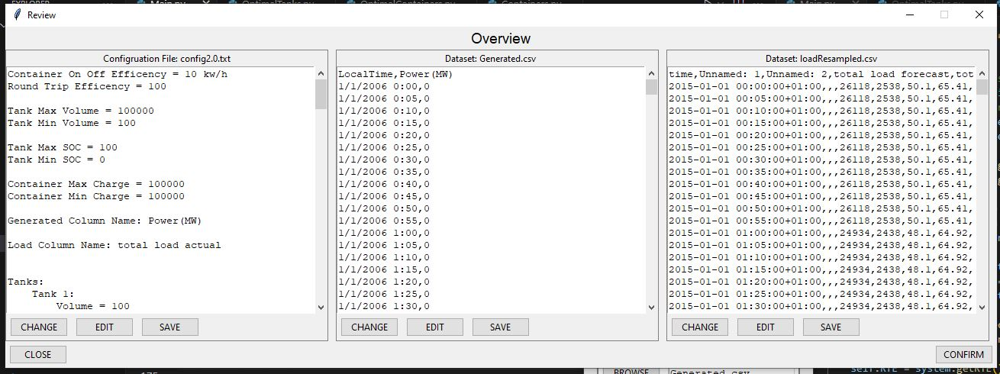 EXPLORER
Main.py
OptimalTanks.py
OptimalContainers.py
Containers.py
Main.py
OptimalTanks.py
Review
Overview
Configruation File: config2.0.txt
Container On Off Efficency = 10 kw/h
Round Trip Efficency = 100
Tank Max Volume = 100000
Tank Min Volume = 100
Tank Max SOC = 100
Tank Min SOC = 0
Container Max Charge = 100000
Container Min Charge = 100000
Generated Column Name: Power(MW)
Load Column Name: total load actual
Tanks:
Tank 1:
Volume = 100
CHANGE
EDIT
SAVE
Dataset: Generated.csv
LocalTime,Power(MW)
1/1/2006 0:00,0
1/1/2006 0:05,0
1/1/2006 0:10,0
1/1/2006 0:15,0
1/1/2006 0:20,0
1/1/2006 0:25,0
1/1/2006 0:30,0
1/1/2006 0:35,0
1/1/2006 0:40,0
1/1/2006 0:45,0
1/1/2006 0:50,0
1/1/2006 0:55,0
1/1/2006 1:00,0
1/1/2006 1:05,0
1/1/2006 1:10,0
1/1/2006 1:15,0
1/1/2006 1:20,0
1/1/2006 1:25,0
1/1/2006 1:30,0
CHANGE
EDIT
SAVE
Dataset: loadResampled.csv
time,Unnamed: 1,Unnamed: 2,total load forecast,tot
2015-01-01 00:00:00+01:00,,,26118,2538,50.1,65.41,
2015-01-01 00:05:00+01:00,,,26118,2538,50.1,65.41,
2015-01-01 00:10:00+01:00,,,26118,2538,50.1,65.41,
2015-01-01 00:15:00+01:00,,,26118,2538,50.1,65.41,
2015-01-01 00:20:00+01:00,,,26118,2538,50.1,65.41,
2015-01-01 00:25:00+01:00,,,26118,2538,50.1,65.41,
2015-01-01 00:30:00+01:00,,,26118,2538,50.1,65.41,
2015-01-01 00:35:00+01:00,,,26118,2538,50.1,65.41,
2015-01-01 00:40:00+01:00,,,26118,2538,50.1,65.41,
2015-01-01 00:45:00+01:00,,,26118,2538,50.1,65.41,
2015-01-01 00:50:00+01:00,,,26118,2538,50.1,65.41,
2015-01-01 00:55:00+01:00,,,26118,2538,50.1,65.41,
2015-01-01 01:00:00+01:00,,,24934,2438,48.1,64.92,
2015-01-01 01:05:00+01:00,,,24934,2438,48.1,64.92,
2015-01-01 01:10:00+01:00,,,24934,2438,48.1,64.92,
2015-01-01 01:15:00+01:00,,,24934,2438,48.1,64.92,
2015-01-01 01:20:00+01:00,,,24934,2438,48.1,64.92,
2015-01-01 01:25:00+01:00,,,24934,2438,48.1,64.92,
2015-01-01 01:30:00+01:00,,,24934,2438,48.1,64.92,
CHANGE
EDIT
SAVE
CLOSE
CONFIRM
175
BROWSE
Generated.csv
self.RTE = system.getRTE(